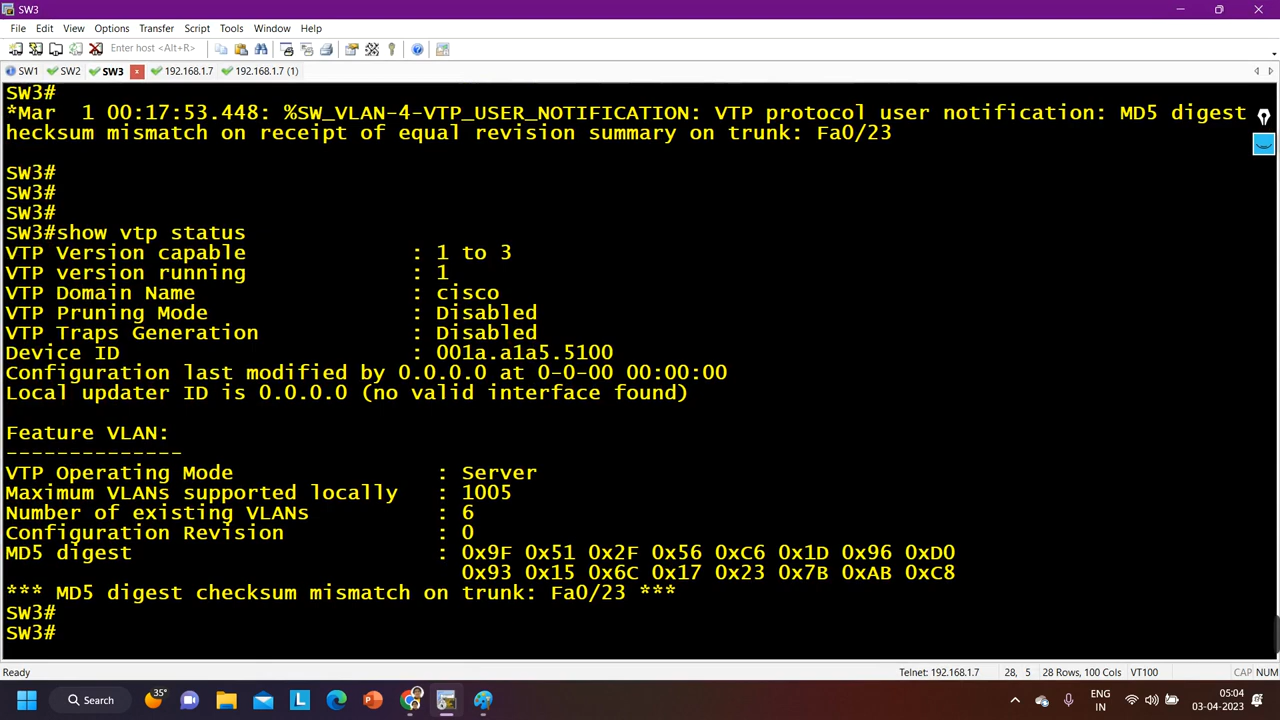 SW3
File Edit View Options Transfer Script Tools Window Help
Enter host <Alt+R>
SW1 SW2 SW3 x 192.168.1.7 192.168.1.7 (1)
SW3#
*Mar  1 00:17:53.448: %SW_VLAN-4-VTP_USER_NOTIFICATION: VTP protocol user notification: MD5 digest
hecksum mismatch on receipt of equal revision summary on trunk: Fa0/23
SW3#
SW3#
SW3#
SW3#show vtp status
VTP Version capable : 1 to 3
VTP version running : 1
VTP Domain Name : cisco
VTP Pruning Mode : Disabled
VTP Traps Generation : Disabled
Device ID : 001a.a1a5.5100
Configuration last modified by 0.0.0.0 at 0-0-00 00:00:00
Local updater ID is 0.0.0.0 (no valid interface found)
Feature VLAN:
--------------
VTP Operating Mode : Server
Maximum VLANs supported locally : 1005
Number of existing VLANs : 6
Configuration Revision : 0
MD5 digest : 0x9F 0x51 0x2F 0x56 0xC6 0x1D 0x96 0xD0
0x93 0x15 0x6C 0x17 0x23 0x7B 0xAB 0xC8
*** MD5 digest checksum mismatch on trunk: Fa0/23 ***
SW3#
SW3#
Ready Telnet: 192.168.1.7 28, 5 28 Rows, 100 Cols VT100 CAP NUM
Search 35° ENG 05:04
IN 03-04-2023